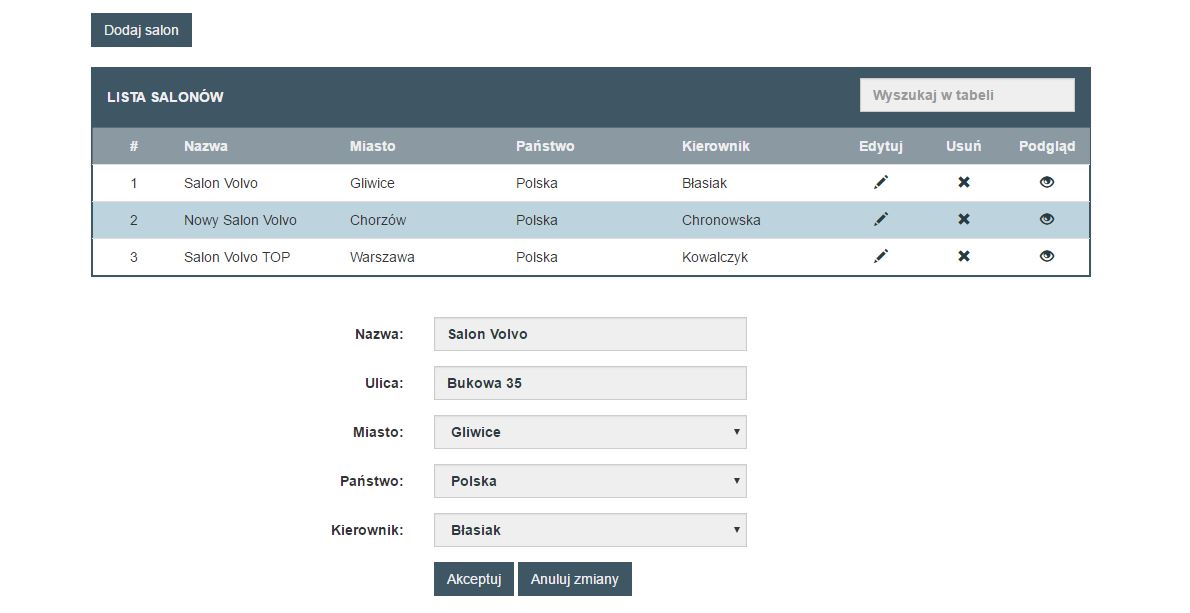 Dodaj salon
LISTA SALONÓW Wyszukaj w tabeli
# Nazwa Miasto Państwo Kierownik Edytuj Usuń Podgląd
1 Salon Volvo Gliwice Polska Błasiak
2 Nowy Salon Volvo Chorzów Polska Chronowska
3 Salon Volvo TOP Warszawa Polska Kowalczyk
Nazwa: Salon Volvo
Ulica: Bukowa 35
Miasto: Gliwice
Państwo: Polska
Kierownik: Błasiak
Akceptuj Anuluj zmiany